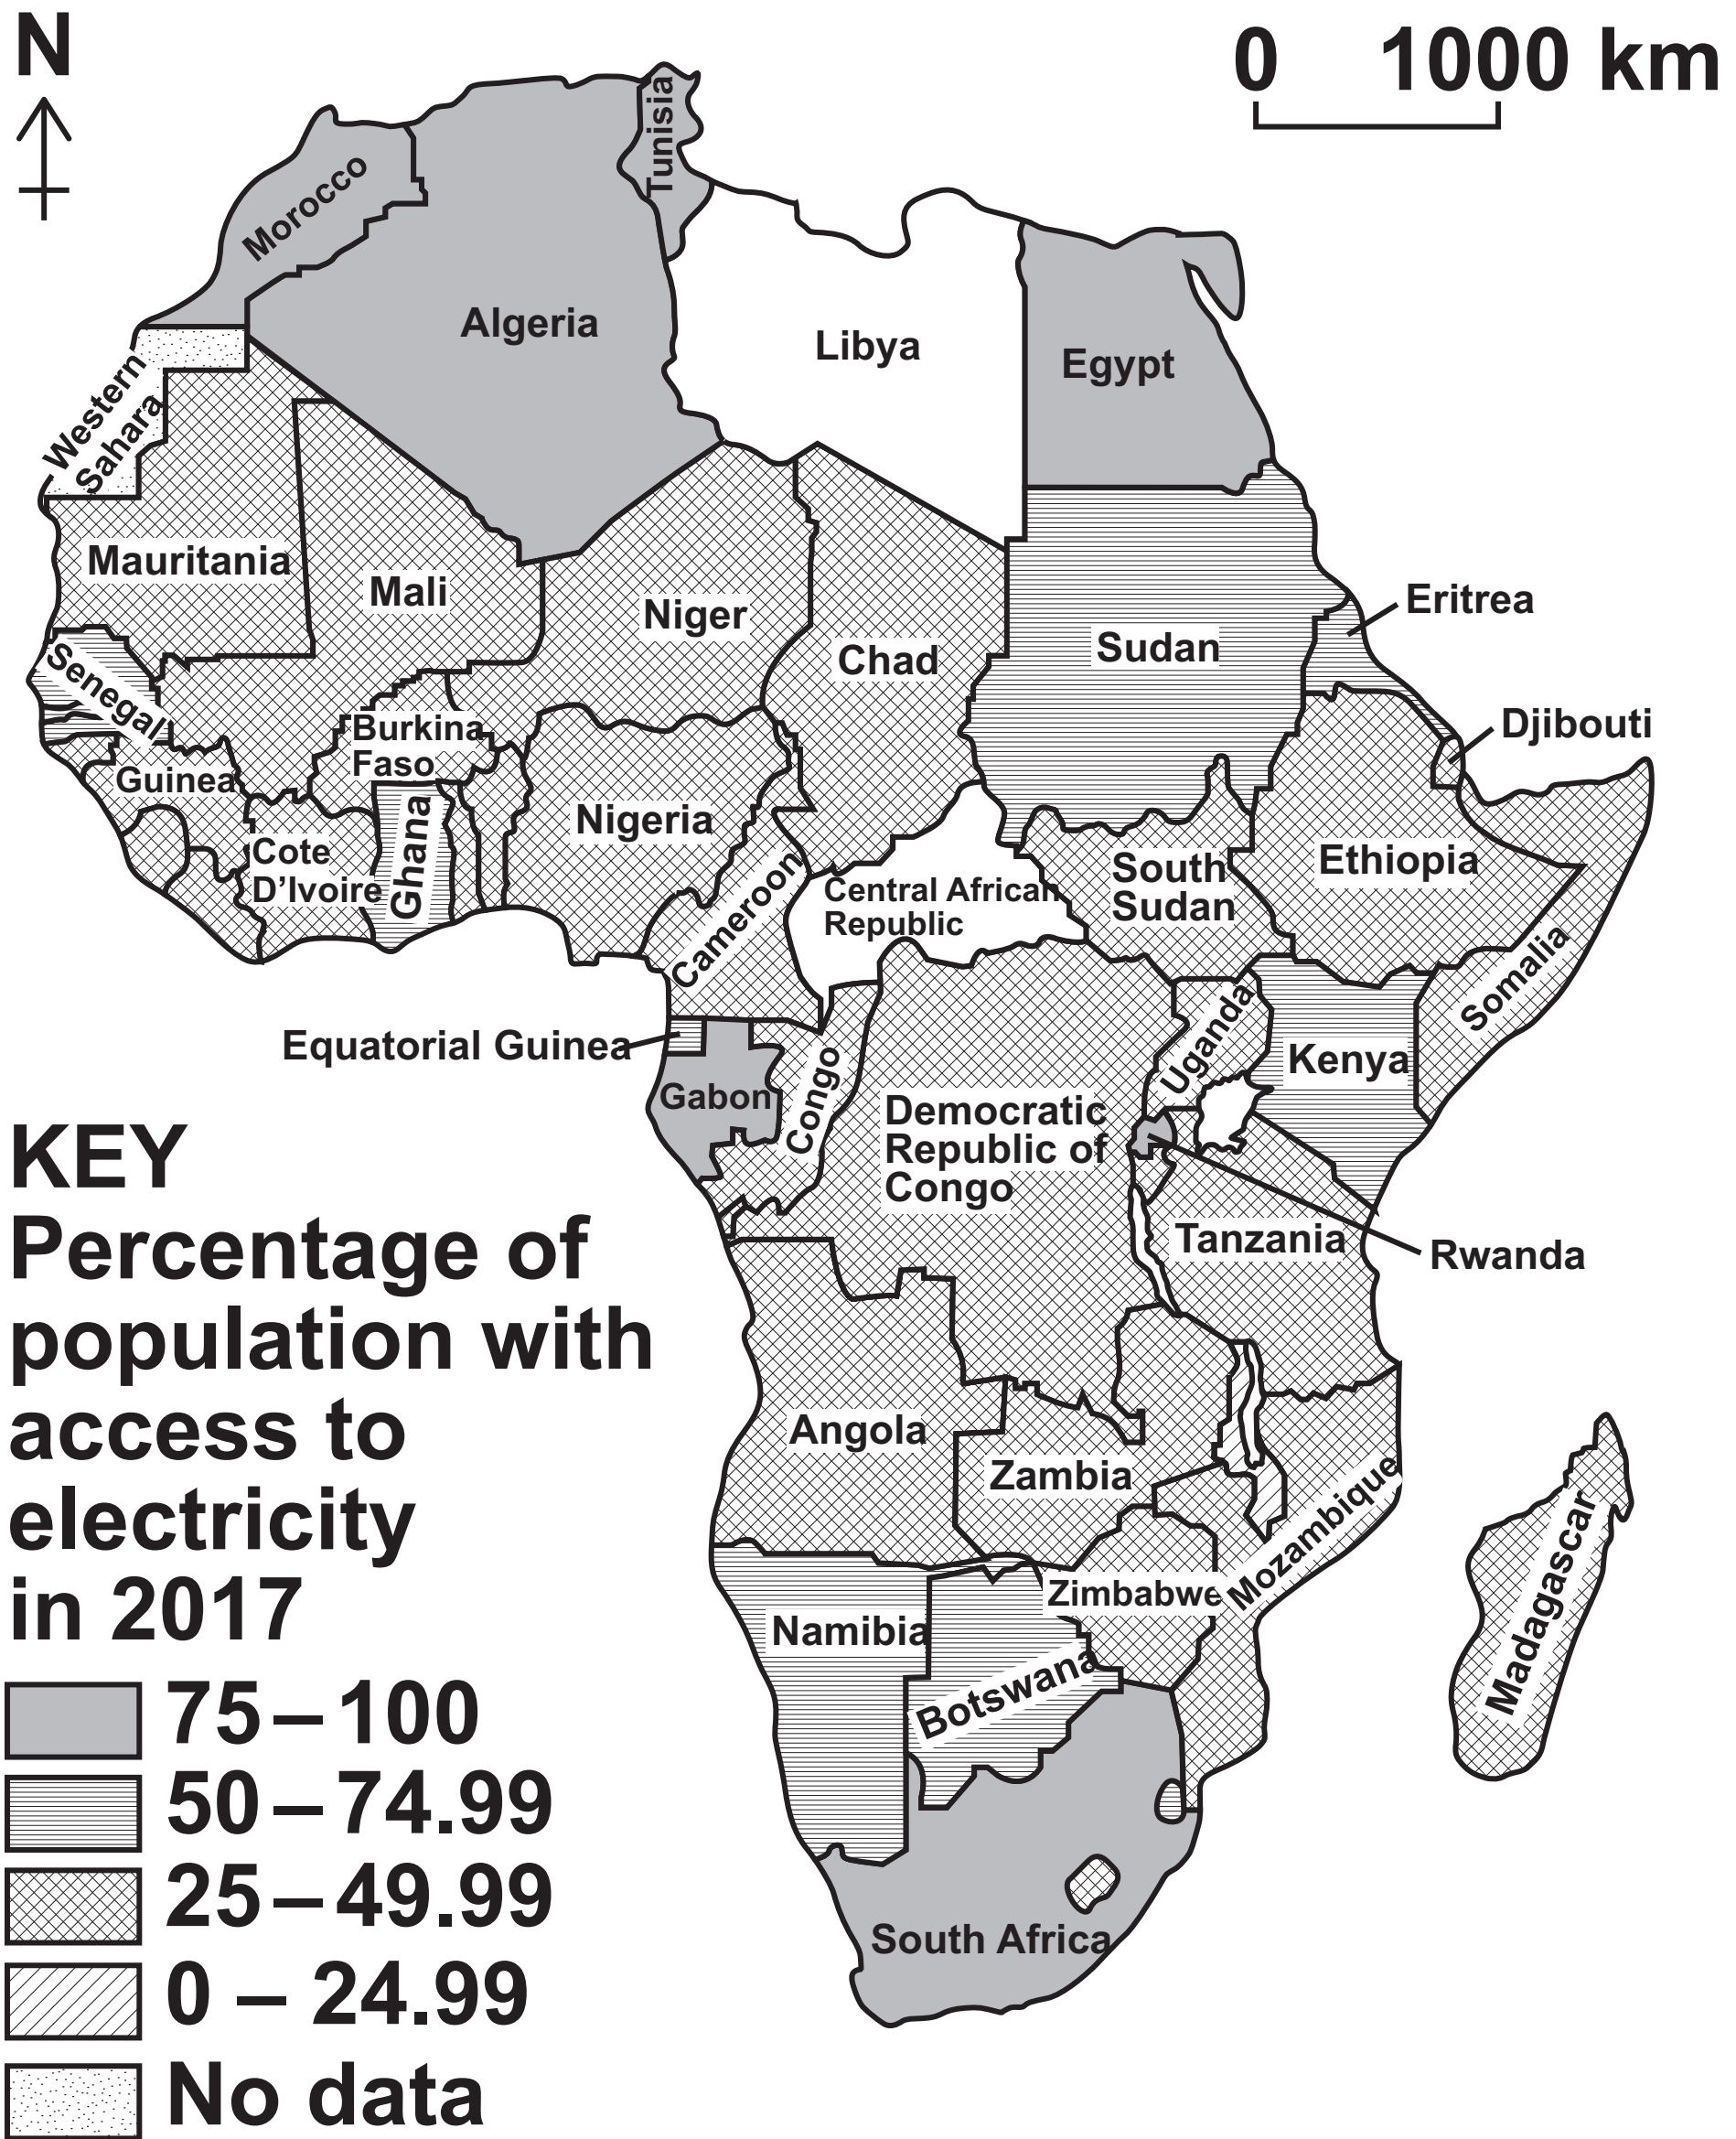 N
0 1000 km
Tunisia
Morocco
Algeria
Libya
Egypt
Western
Sahara
Mauritania
Mali
Niger
Chad
Sudan
Eritrea
Senegal
Djibouti
Burkina
Faso
Guinea
Nigeria
Ghana
Cote
D’Ivoire
South
Sudan
Ethiopia
Central African
Republic
Cameroon
Somalia
Uganda
Equatorial Guinea
Kenya
Gabon
Congo
Democratic
Republic of
Congo
Tanzania
Rwanda
Angola
Zambia
Mozambique
Madagascar
Zimbabwe
Namibia
Botswana
South Africa
KEY
Percentage of
population with
access to
electricity
in 2017
75–100
50–74.99
25–49.99
0 – 24.99
No data